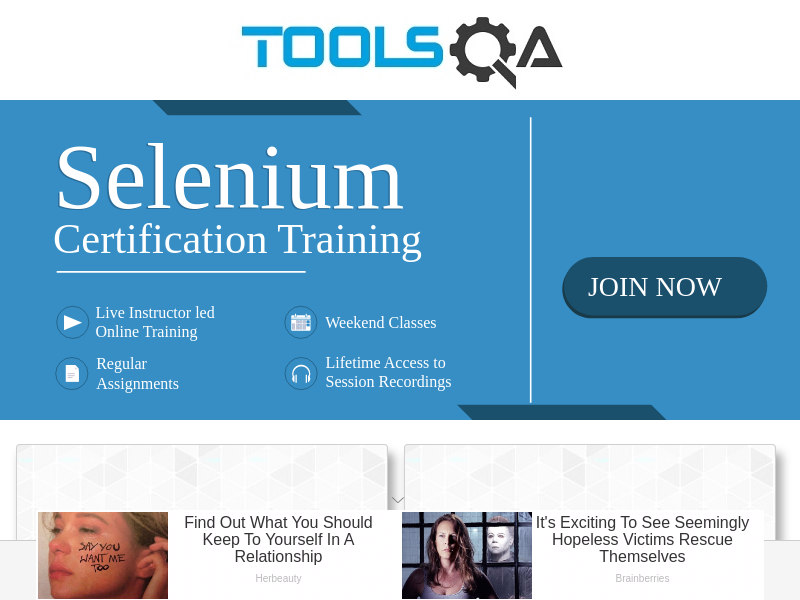 TOOLSQA
Selenium
Certification Training
JOIN NOW
Live Instructor led
Online Training
Weekend Classes
Regular
Assignments
Lifetime Access to
Session Recordings
SAY YOU
WANT ME
TOO
Find Out What You Should
Keep To Yourself In A
Relationship
Herbeauty
It's Exciting To See Seemingly
Hopeless Victims Rescue
Themselves
Brainberries